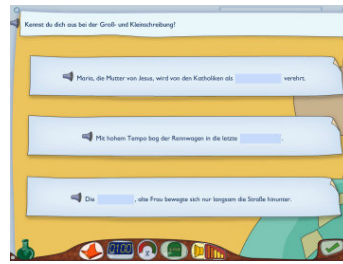 Kennst du dich aus bei der Groß- und Kleinschreibung?
Maria, die Mutter von Jesus, wird von den Katholiken als verehrt.
Mit hohem Tempo bog der Rennwagen in die letzte .
Die , alte Frau bewegte sich nur langsam die Straße hinunter.
0100